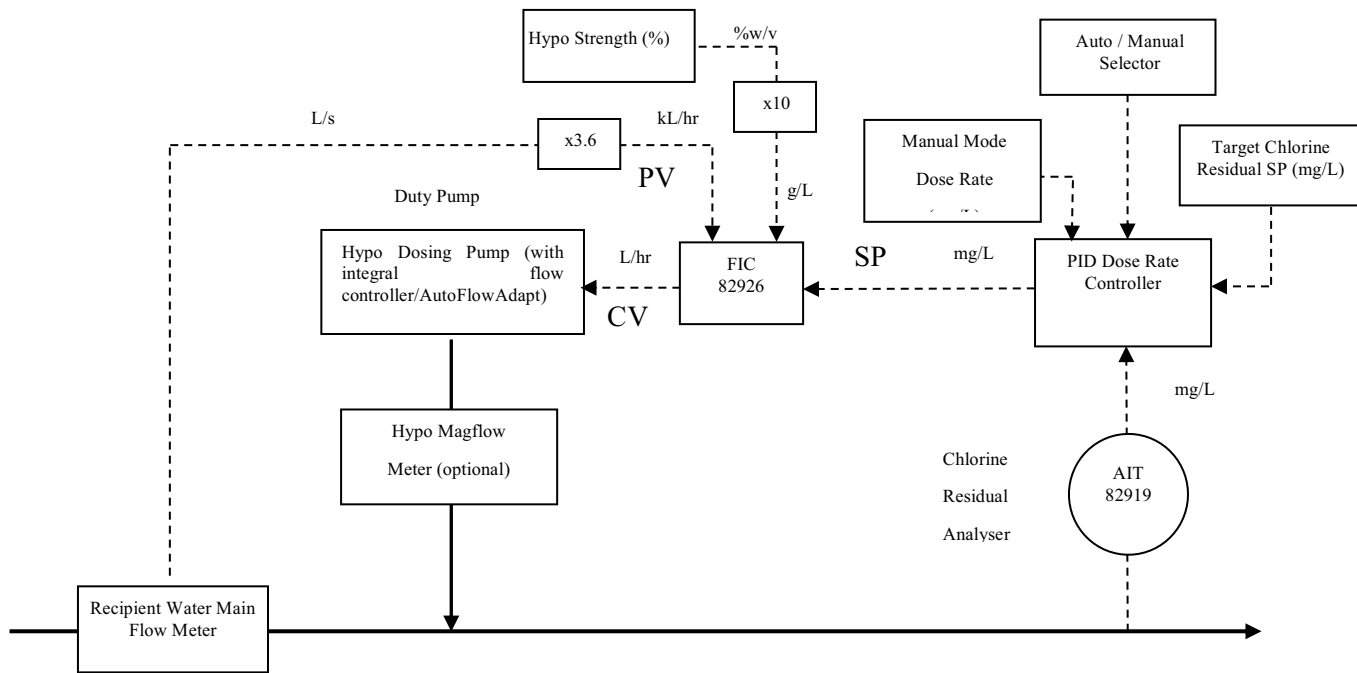 Hypo Strength (%)
%w/v
Auto / Manual
Selector
x10
L/s
kL/hr
x3.6
PV
Manual Mode
Dose Rate
Target Chlorine
Residual SP (mg/L)
g/L
Duty Pump
Hypo Dosing Pump (with
integral flow
controller/AutoFlowAdapt)
L/hr
CV
FIC
82926
SP
mg/L
PID Dose Rate
Controller
mg/L
Hypo Magflow
Meter (optional)
Chlorine
Residual
Analyser
AIT
82919
Recipient Water Main
Flow Meter